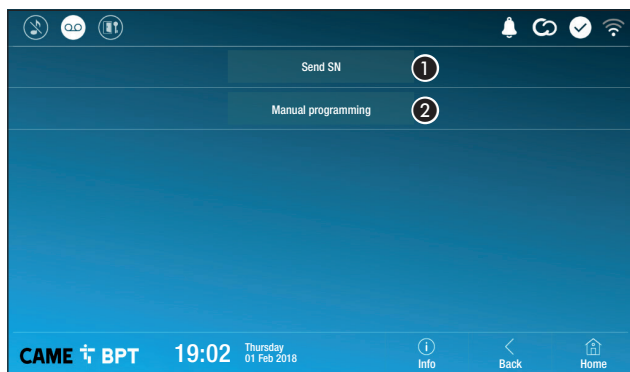 Send SN 1
Manual programming 2
CAME BPT 19:02 Thursday
01 Feb 2018
Info Back Home